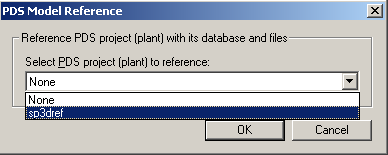 PDS Model Reference
Reference PDS project (plant) with its database and files
Select PDS project (plant) to reference:
None
None
sp3dref
OK
Cancel